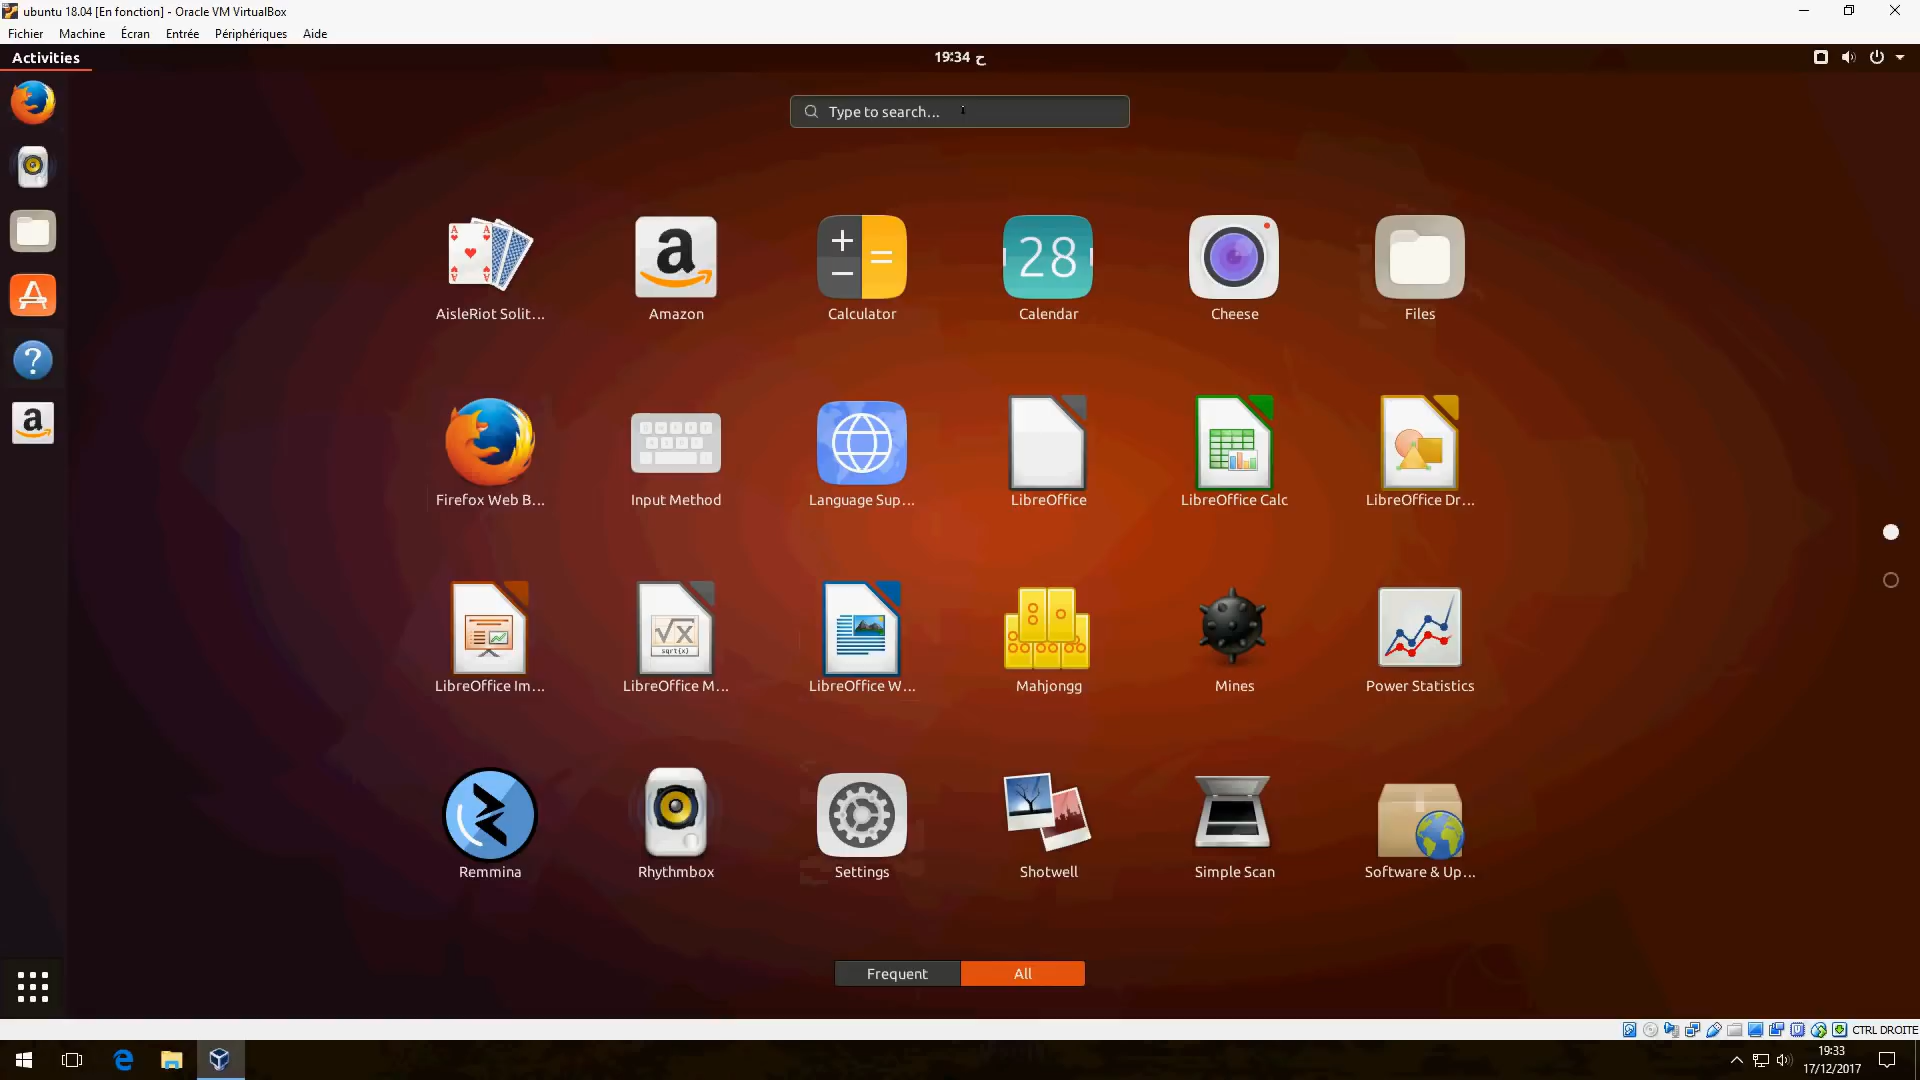 ubuntu 18.04 [En fonction] - Oracle VM VirtualBox
Fichier Machine Écran Entrée Périphériques Aide
Activities
ح 19:34
Type to search...
AisleRiot Solit... Amazon Calculator Calendar Cheese Files
28
Firefox Web B... Input Method Language Sup... LibreOffice LibreOffice Calc LibreOffice Dr...
LibreOffice Im... LibreOffice M... LibreOffice W... Mahjongg Mines Power Statistics
sqrt(x)
Remmina Rhythmbox Settings Shotwell Simple Scan Software & Up...
Frequent All
CTRL DROITE
19:33
17/12/2017